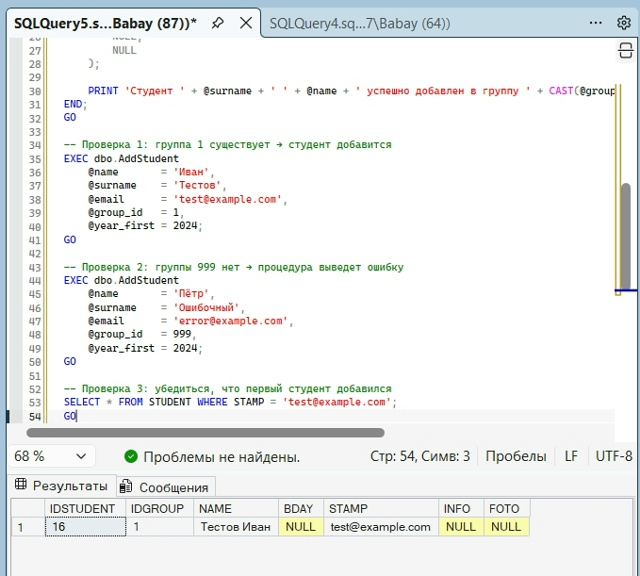 SQLQuery5.s...Babay (87))*
SQLQuery4.sq...7\Babay (64))
27 NULL
28 );
29
30 PRINT 'Студент ' + @surname + ' ' + @name + ' успешно добавлен в группу ' + CAST(@group
31 END;
32 GO
33
34 -- Проверка 1: группа 1 существует → студент добавится
35 EXEC dbo.AddStudent
36 @name = 'Иван',
37 @surname = 'Тестов',
38 @email = 'test@example.com',
39 @group_id = 1,
40 @year_first = 2024;
41 GO
42
43 -- Проверка 2: группы 999 нет → процедура выведет ошибку
44 EXEC dbo.AddStudent
45 @name = 'Пётр',
46 @surname = 'Ошибочный',
47 @email = 'error@example.com',
48 @group_id = 999,
49 @year_first = 2024;
50 GO
51
52 -- Проверка 3: убедиться, что первый студент добавился
53 SELECT * FROM STUDENT WHERE STAMP = 'test@example.com';
54 GO
68 % Проблемы не найдены. Стр: 54, Симв: 3 Пробелы LF UTF-8
Результаты Сообщения
IDSTUDENT IDGROUP NAME BDAY STAMP INFO FOTO
1 16 1 Тестов Иван NULL test@example.com NULL NULL